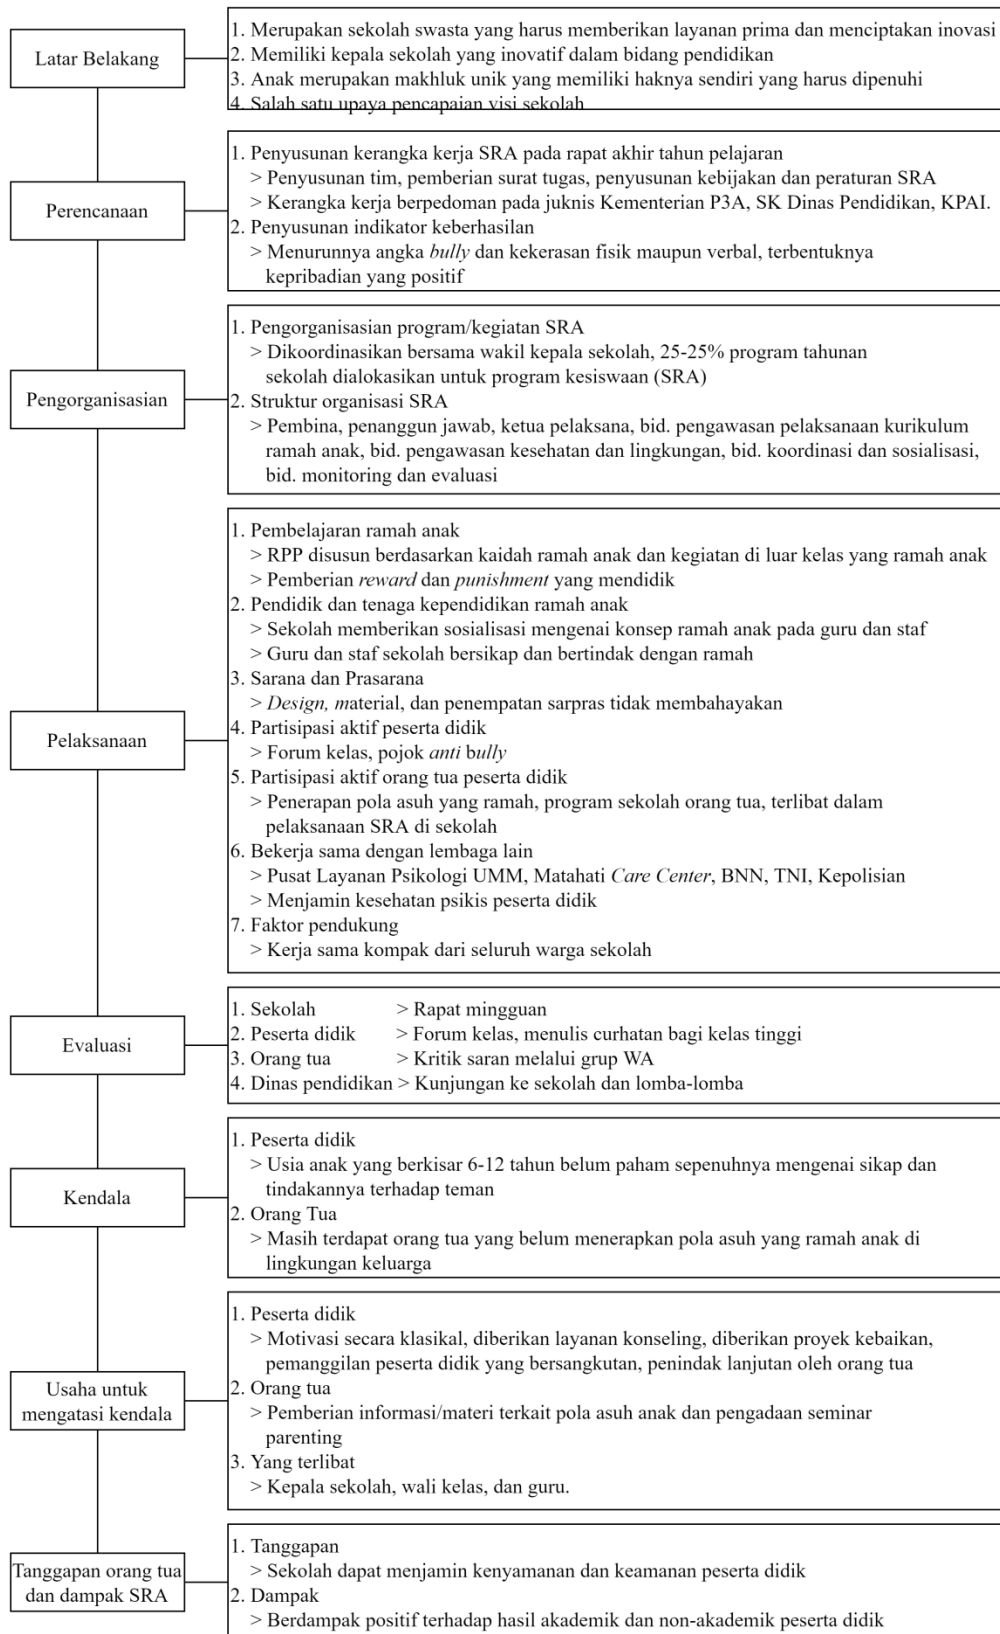 Latar Belakang
1. Merupakan sekolah swasta yang harus memberikan layanan prima dan menciptakan inovasi
2. Memiliki kepala sekolah yang inovatif dalam bidang pendidikan
3. Anak merupakan makhluk unik yang memiliki haknya sendiri yang harus dipenuhi
4. Salah satu upaya pencapaian visi sekolah
Perencanaan
1. Penyusunan kerangka kerja SRA pada rapat akhir tahun pelajaran
> Penyusunan tim, pemberian surat tugas, penyusunan kebijakan dan peraturan SRA
> Kerangka kerja berpedoman pada juknis Kementerian P3A, SK Dinas Pendidikan, KPAI.
2. Penyusunan indikator keberhasilan
> Menurunnya angka bully dan kekerasan fisik maupun verbal, terbentuknya
kepribadian yang positif
Pengorganisasian
1. Pengorganisasian program/kegiatan SRA
> Dikoordinasikan bersama wakil kepala sekolah, 25-25% program tahunan
sekolah dialokasikan untuk program kesiswaan (SRA)
2. Struktur organisasi SRA
> Pembina, penanggun jawab, ketua pelaksana, bid. pengawasan pelaksanaan kurikulum
ramah anak, bid. pengawasan kesehatan dan lingkungan, bid. koordinasi dan sosialisasi,
bid. monitoring dan evaluasi
Pelaksanaan
1. Pembelajaran ramah anak
> RPP disusun berdasarkan kaidah ramah anak dan kegiatan di luar kelas yang ramah anak
> Pemberian reward dan punishment yang mendidik
2. Pendidik dan tenaga kependidikan ramah anak
> Sekolah memberikan sosialisasi mengenai konsep ramah anak pada guru dan staf
> Guru dan staf sekolah bersikap dan bertindak dengan ramah
3. Sarana dan Prasarana
> Design, material, dan penempatan sarpras tidak membahayakan
4. Partisipasi aktif peserta didik
> Forum kelas, pojok anti bully
5. Partisipasi aktif orang tua peserta didik
> Penerapan pola asuh yang ramah, program sekolah orang tua, terlibat dalam
pelaksanaan SRA di sekolah
6. Bekerja sama dengan lembaga lain
> Pusat Layanan Psikologi UMM, Matahati Care Center, BNN, TNI, Kepolisian
> Menjamin kesehatan psikis peserta didik
7. Faktor pendukung
> Kerja sama kompak dari seluruh warga sekolah
Evaluasi
1. Sekolah > Rapat mingguan
2. Peserta didik > Forum kelas, menulis curhatan bagi kelas tinggi
3. Orang tua > Kritik saran melalui grup WA
4. Dinas pendidikan > Kunjungan ke sekolah dan lomba-lomba
Kendala
1. Peserta didik
> Usia anak yang berkisar 6-12 tahun belum paham sepenuhnya mengenai sikap dan
tindakannya terhadap teman
2. Orang Tua
> Masih terdapat orang tua yang belum menerapkan pola asuh yang ramah anak di
lingkungan keluarga
Usaha untuk
mengatasi kendala
1. Peserta didik
> Motivasi secara klasikal, diberikan layanan konseling, diberikan proyek kebaikan,
pemanggilan peserta didik yang bersangkutan, penindak lanjutan oleh orang tua
2. Orang tua
> Pemberian informasi/materi terkait pola asuh anak dan pengadaan seminar
parenting
3. Yang terlibat
> Kepala sekolah, wali kelas, dan guru.
Tanggapan orang tua
dan dampak SRA
1. Tanggapan
> Sekolah dapat menjamin kenyamanan dan keamanan peserta didik
2. Dampak
> Berdampak positif terhadap hasil akademik dan non-akademik peserta didik